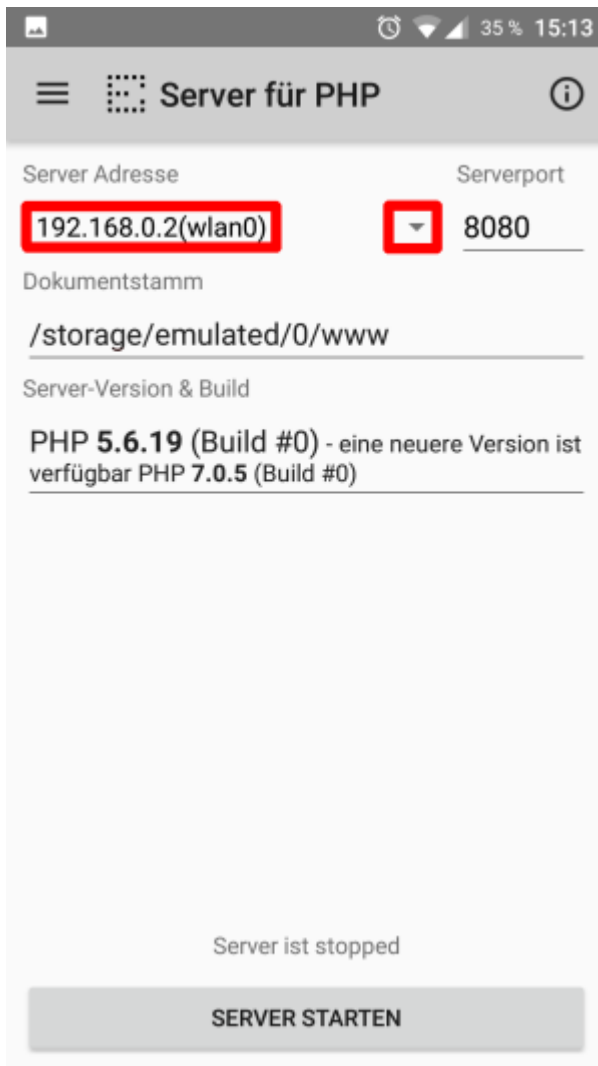 35 % 15:13
Server für PHP
Server Adresse Serverport
192.168.0.2(wlan0) 8080
Dokumentstamm
/storage/emulated/0/www
Server-Version & Build
PHP 5.6.19 (Build #0) - eine neuere Version ist
verfügbar PHP 7.0.5 (Build #0)
Server ist stopped
SERVER STARTEN